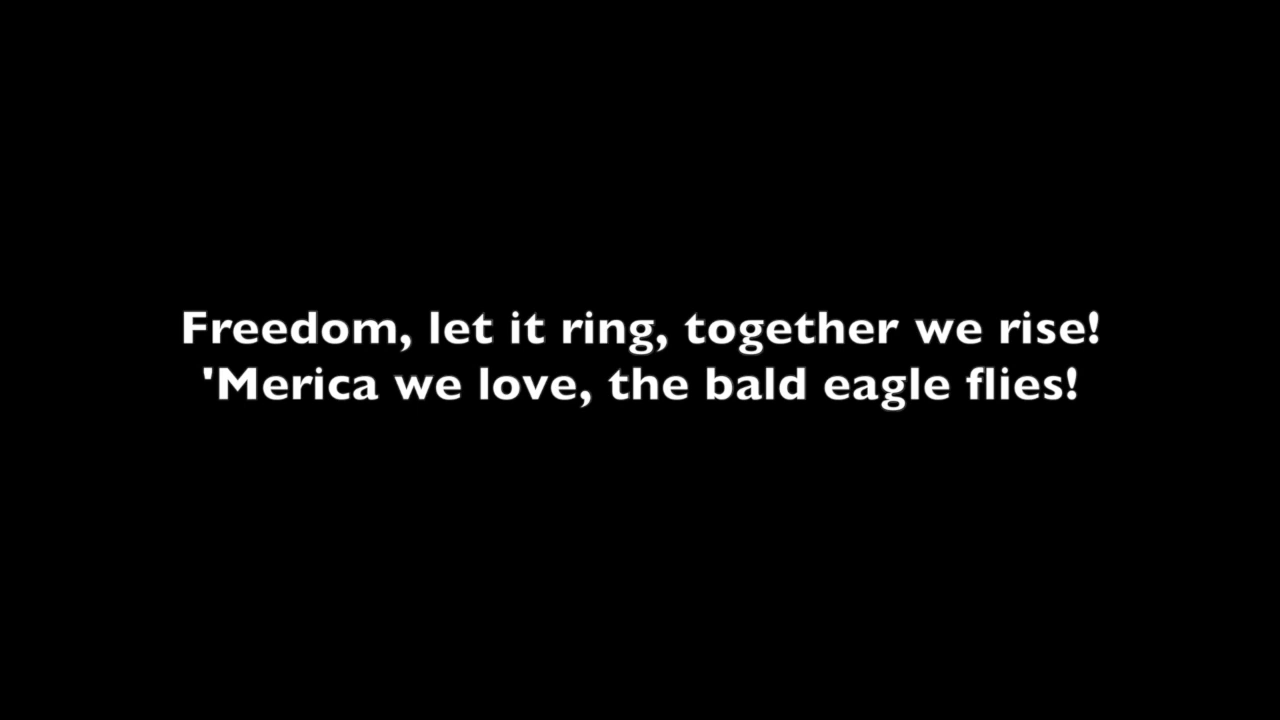 Freedom, let it ring, together we rise!
'Merica we love, the bald eagle flies!